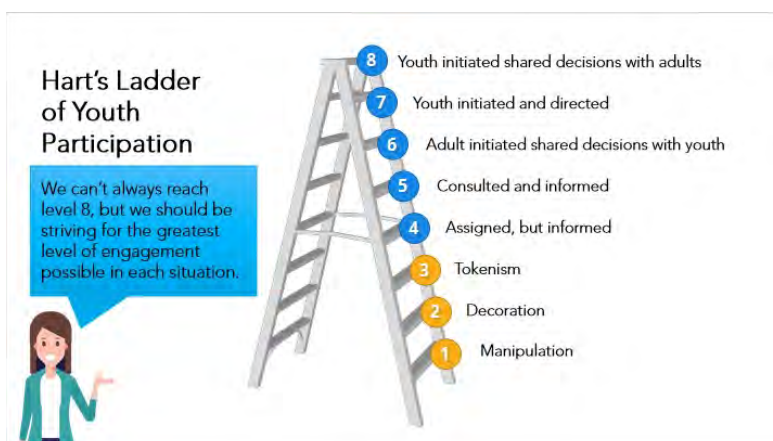 Hart's Ladder
of Youth
Participation
We can't always reach
level 8, but we should be
striving for the greatest
level of engagement
possible in each situation.
8 Youth initiated shared decisions with adults
7 Youth initiated and directed
6 Adult initiated shared decisions with youth
5 Consulted and informed
4 Assigned, but informed
3 Tokenism
2 Decoration
1 Manipulation